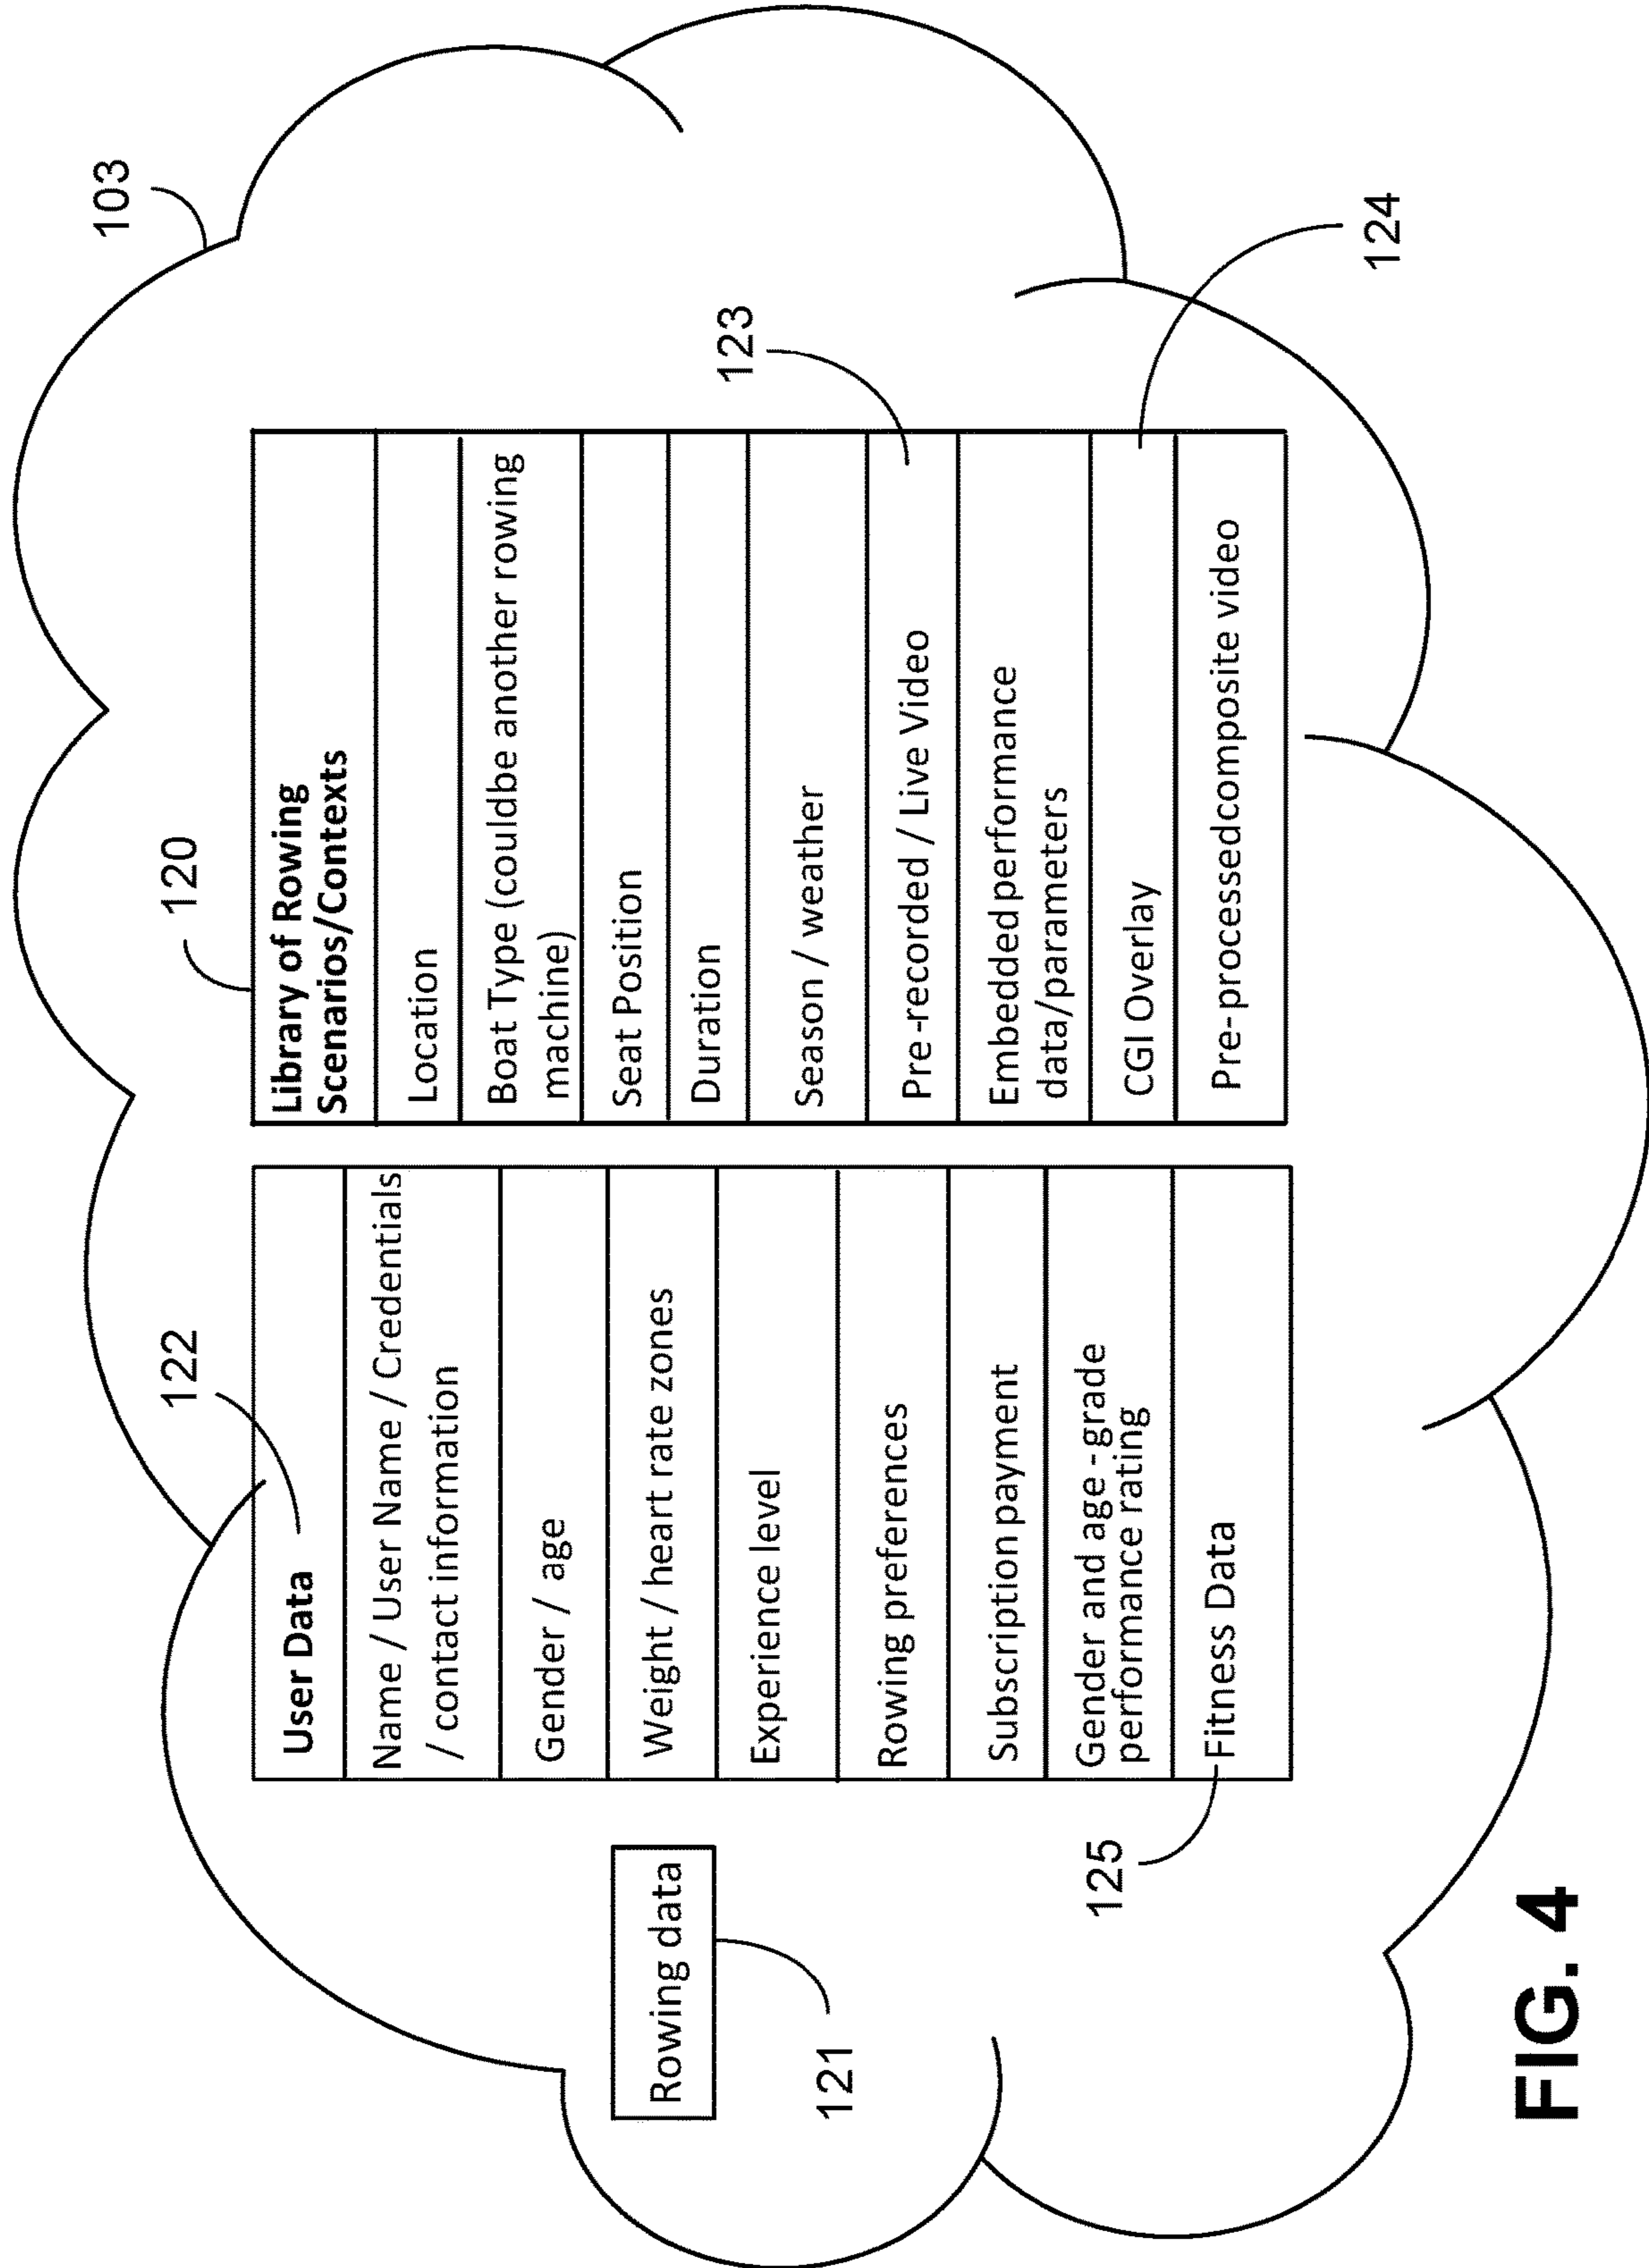 103
120
Library of Rowing
Scenarios/Contexts
Location
Boat Type (couldbe another rowing
machine)
Seat Position
Duration
Season / weather
Pre -recorded / Live Video
Embedded performance
data/parameters
CGI Overlay
Pre-processedcomposite video
123
124
122
User Data
Name / User Name / Credentials
/ contact information
Gender / age
Weight / heart rate zones
Experience level
Rowing preferences
Subscription payment
Gender and age -grade
performance rating
Fitness Data
125
Rowing data
121
FIG. 4